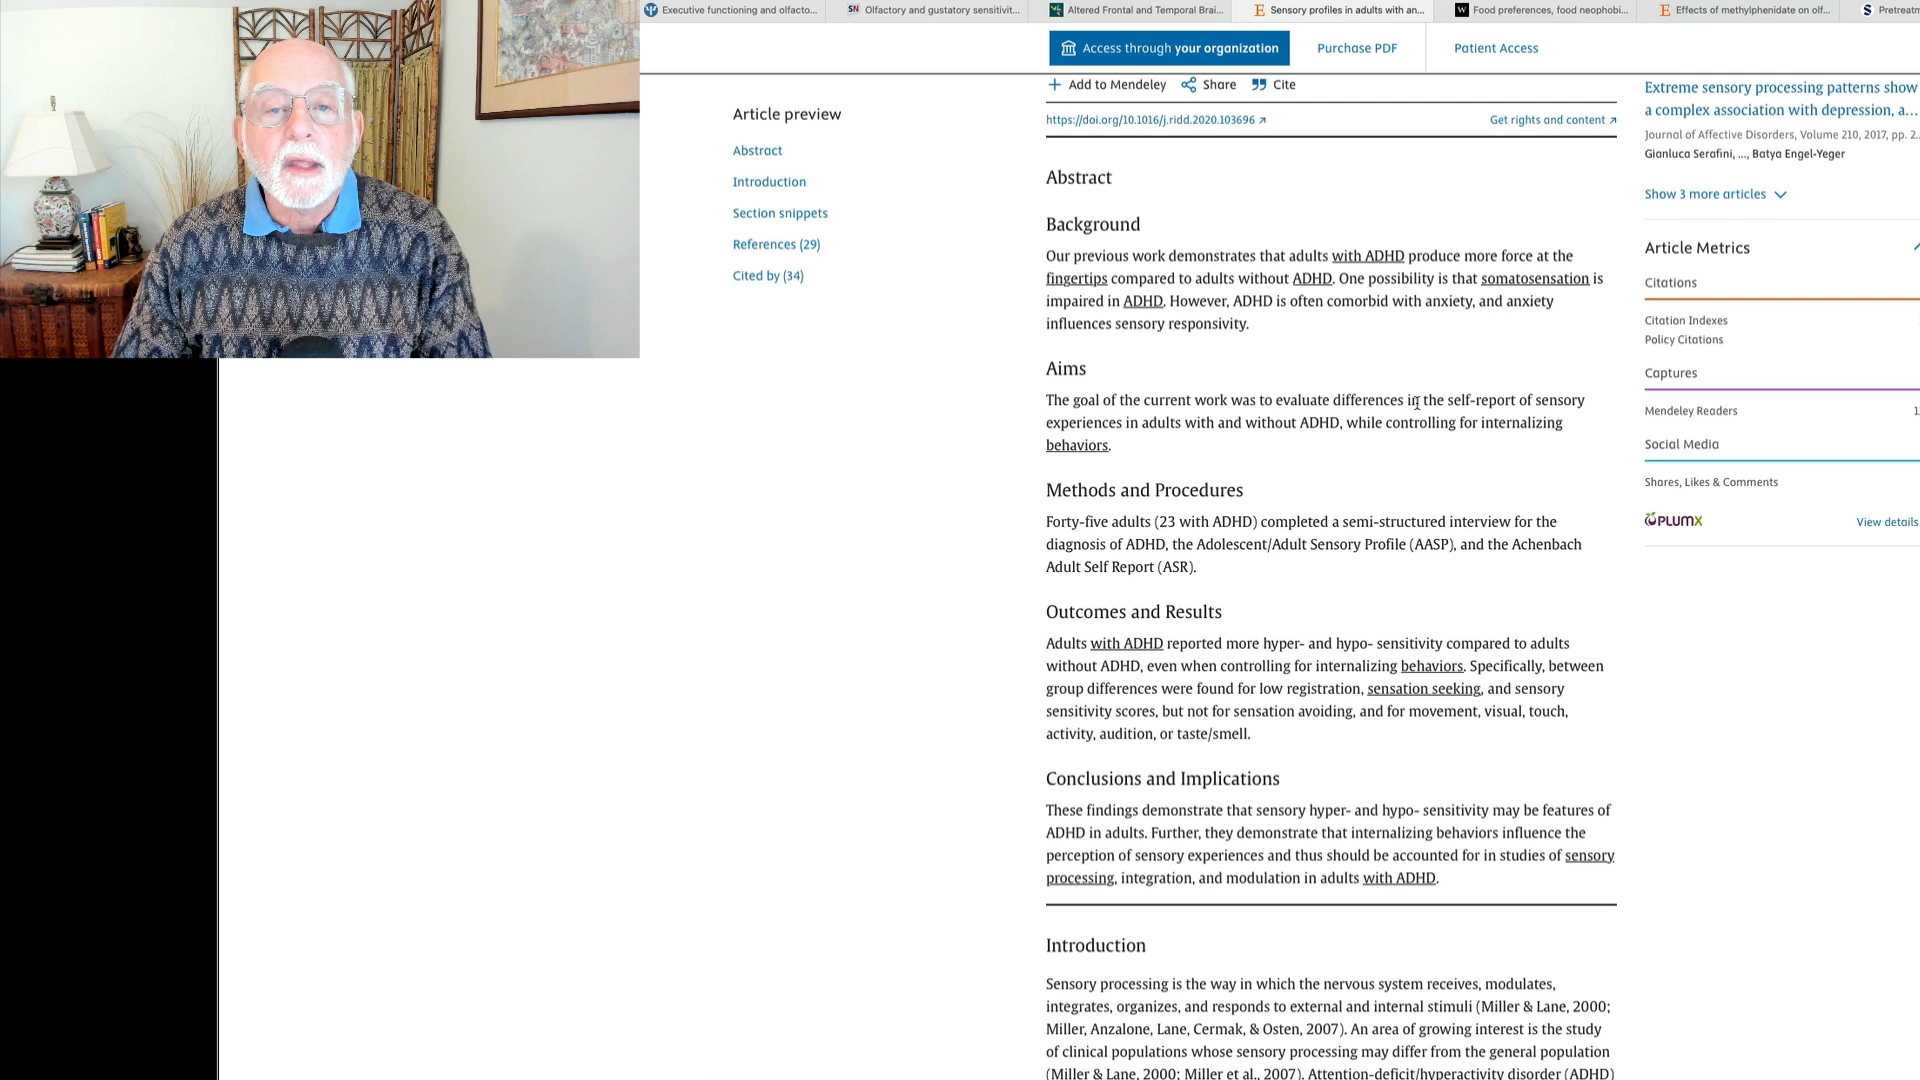 Executive functioning and olfacto...
SN Olfactory and gustatory sensitivit...
Altered Frontal and Temporal Brai...
Sensory profiles in adults with an...
W Food preferences, food neophobi...
Effects of methylphenidate on olf...
S Pretreatm
Access through your organization
Purchase PDF
Patient Access
Add to Mendeley
Share
Cite
https://doi.org/10.1016/j.ridd.2020.103696
Get rights and content
Article preview
Abstract
Introduction
Section snippets
References (29)
Cited by (34)
Abstract
Background
Our previous work demonstrates that adults with ADHD produce more force at the
fingertips compared to adults without ADHD. One possibility is that somatosensation is
impaired in ADHD. However, ADHD is often comorbid with anxiety, and anxiety
influences sensory responsivity.
Aims
The goal of the current work was to evaluate differences in the self-report of sensory
experiences in adults with and without ADHD, while controlling for internalizing
behaviors.
Methods and Procedures
Forty-five adults (23 with ADHD) completed a semi-structured interview for the
diagnosis of ADHD, the Adolescent/Adult Sensory Profile (AASP), and the Achenbach
Adult Self Report (ASR).
Outcomes and Results
Adults with ADHD reported more hyper- and hypo- sensitivity compared to adults
without ADHD, even when controlling for internalizing behaviors. Specifically, between
group differences were found for low registration, sensation seeking, and sensory
sensitivity scores, but not for sensation avoiding, and for movement, visual, touch,
activity, audition, or taste/smell.
Conclusions and Implications
These findings demonstrate that sensory hyper- and hypo- sensitivity may be features of
ADHD in adults. Further, they demonstrate that internalizing behaviors influence the
perception of sensory experiences and thus should be accounted for in studies of sensory
processing, integration, and modulation in adults with ADHD.
Introduction
Sensory processing is the way in which the nervous system receives, modulates,
integrates, organizes, and responds to external and internal stimuli (Miller & Lane, 2000;
Miller, Anzalone, Lane, Cermak, & Osten, 2007). An area of growing interest is the study
of clinical populations whose sensory processing may differ from the general population
(Miller & Lane, 2000; Miller et al., 2007). Attention-deficit/hyperactivity disorder (ADHD)
Extreme sensory processing patterns show
a complex association with depression, a...
Journal of Affective Disorders, Volume 210, 2017, pp. 2...
Gianluca Serafini, ..., Batya Engel-Yeger
Show 3 more articles
Article Metrics
Citations
Citation Indexes
Policy Citations
Captures
Mendeley Readers
Social Media
Shares, Likes & Comments
PLUMX
View details